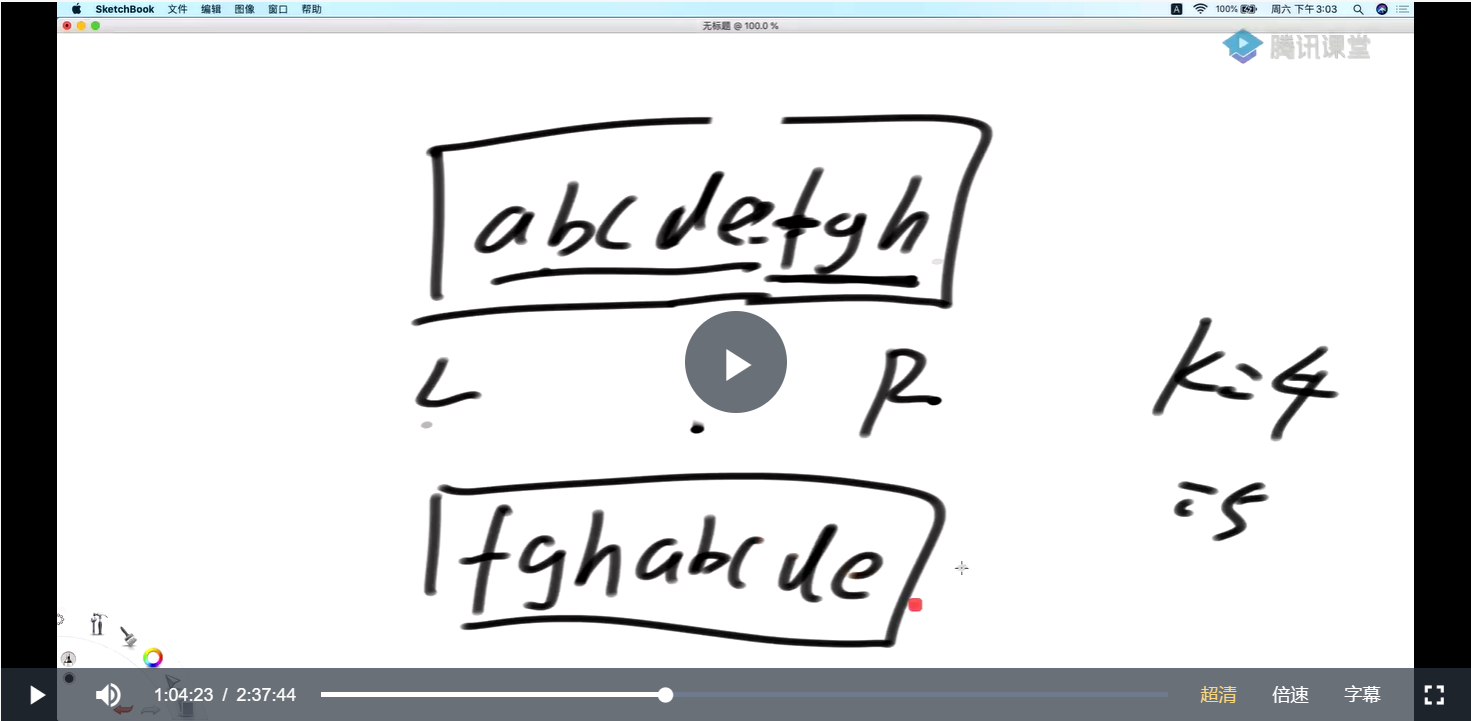 SketchBook 文件 编辑 图像 窗口 帮助 A 100% 周六 下午3:03
无标题 @ 100.0 %
腾讯课堂
abcdefgh
L R
k=4
=5
fghabcde
1:04:23 / 2:37:44 超清 倍速 字幕